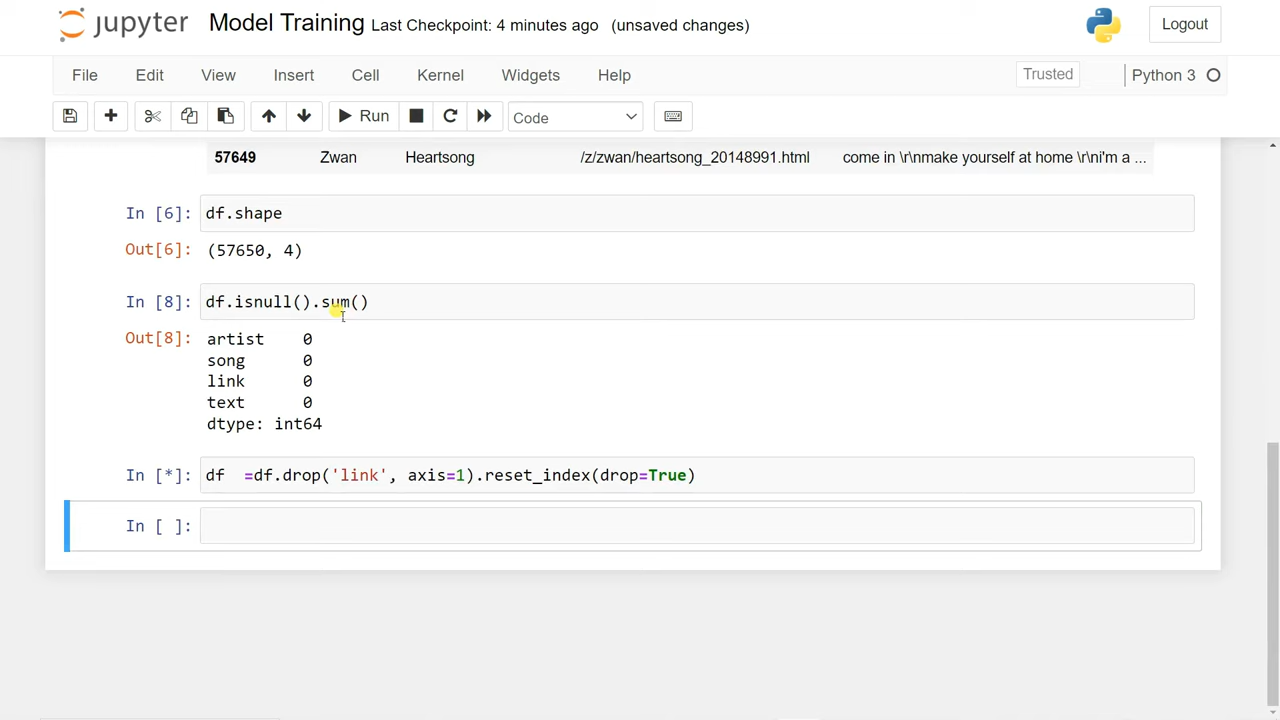 jupyter Model Training Last Checkpoint: 4 minutes ago (unsaved changes) Logout
File Edit View Insert Cell Kernel Widgets Help Trusted Python 3
Run Code
57649 Zwan Heartsong /z/zwan/heartsong_20148991.html come in \r\nmake yourself at home \r\ni'm a ...
In [6]: df.shape
Out[6]: (57650, 4)
In [8]: df.isnull().sum()
Out[8]: artist 0
song 0
link 0
text 0
dtype: int64
In [*]: df  =df.drop('link', axis=1).reset_index(drop=True)
In [ ]: